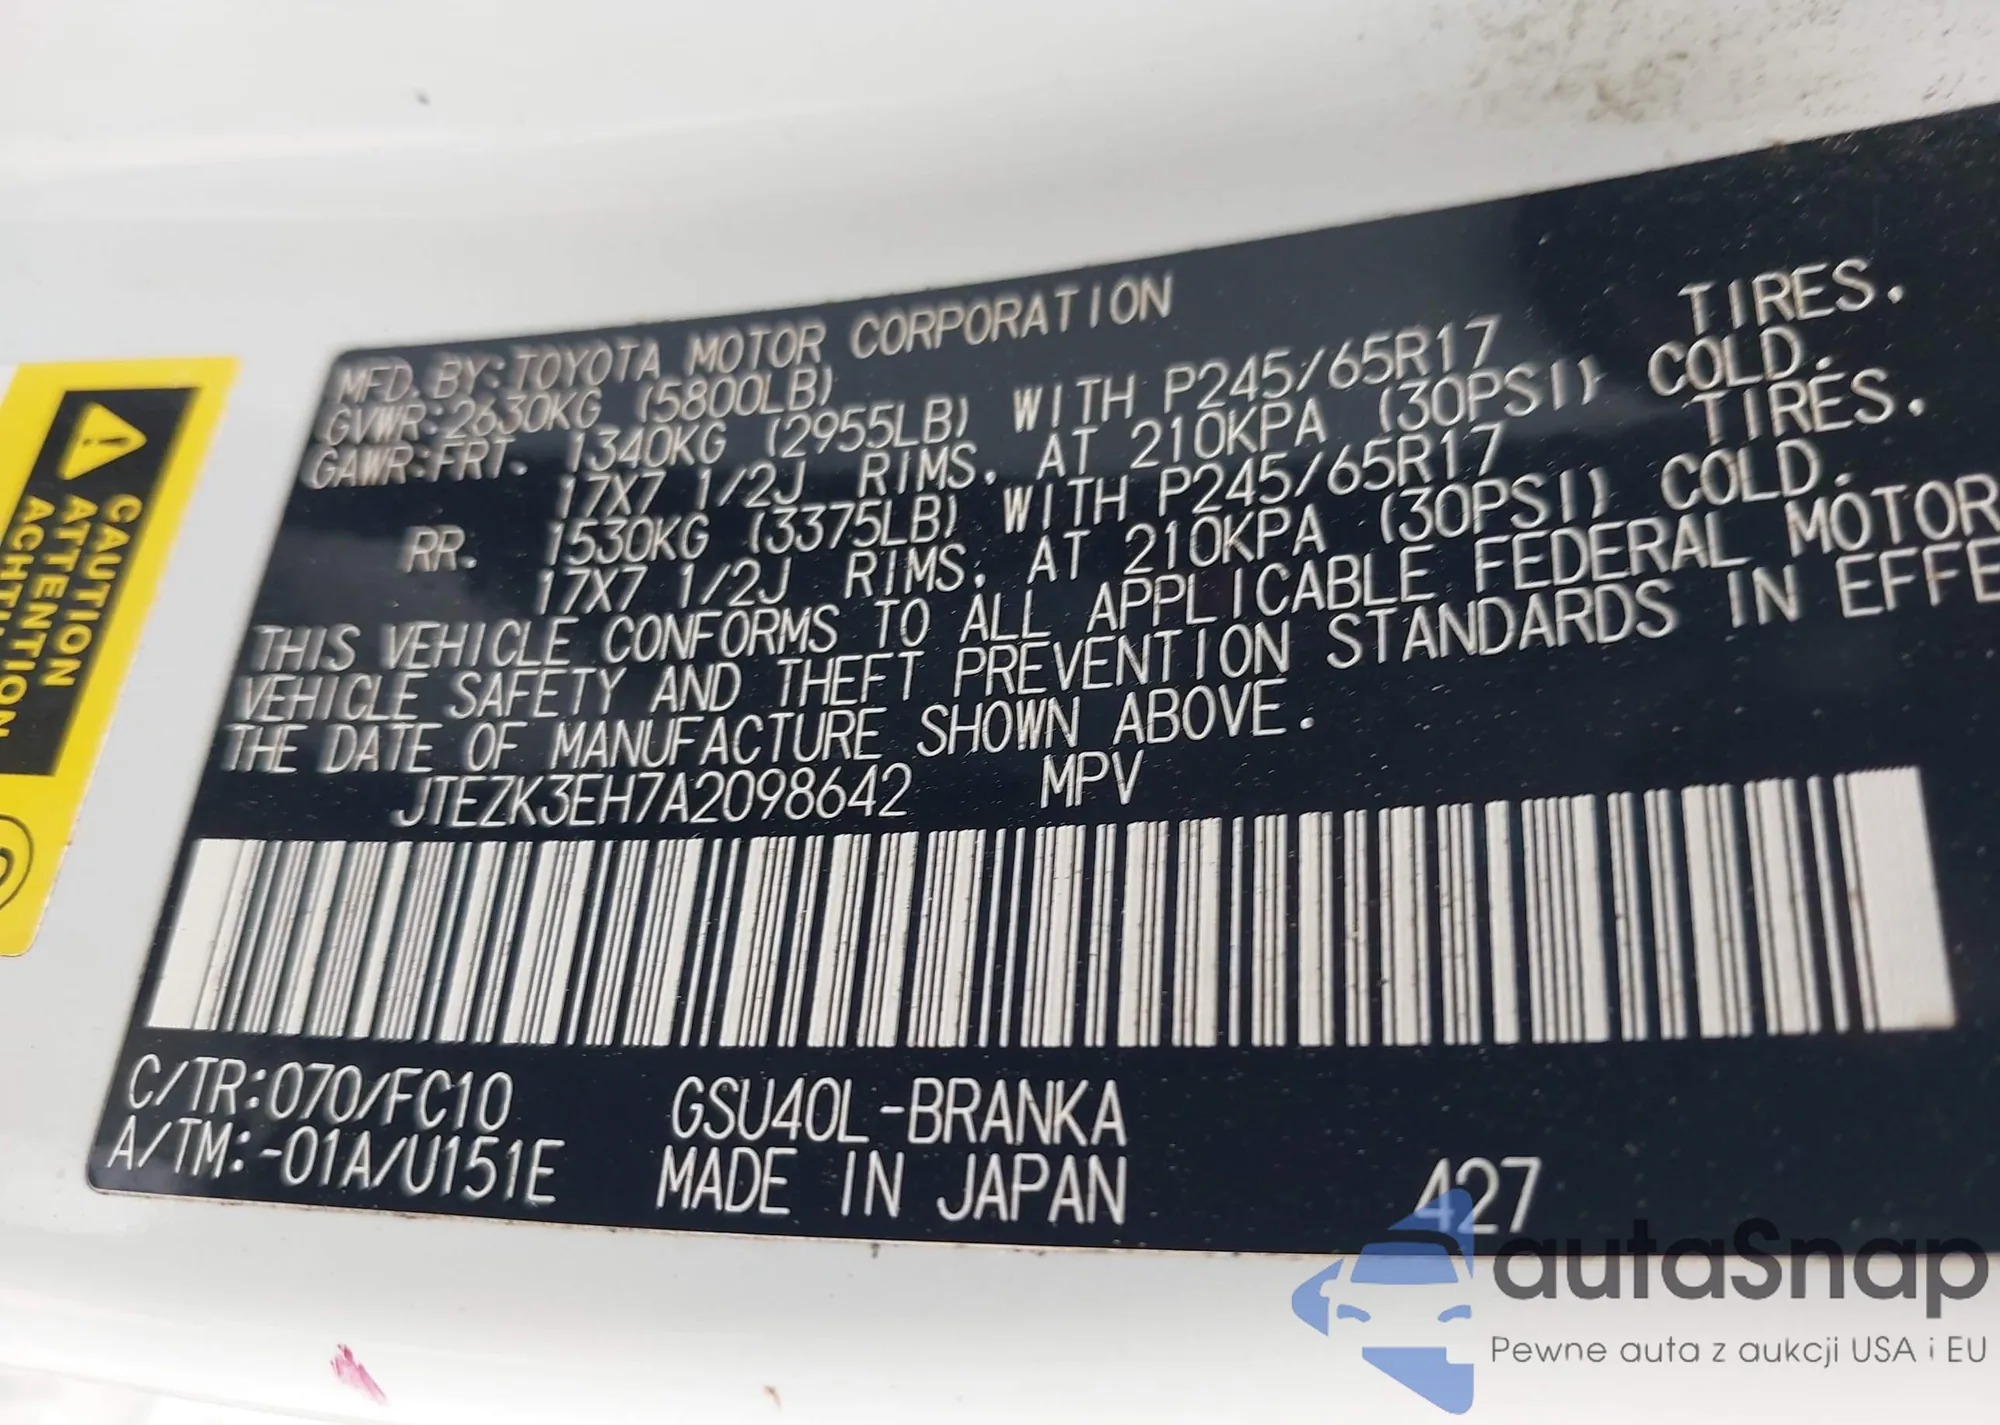 MFD. BY: TOYOTA MOTOR CORPORATION
GVWR: 2630KG (5800LB)
GAWR: FRT. 1340KG (2955LB) WITH P245/65R17 TIRES.
17X7 1/2J RIMS, AT 210KPA (30PSI) COLD.
RR. 1530KG (3375LB) WITH P245/65R17 TIRES.
17X7 1/2J RIMS, AT 210KPA (30PSI) COLD.
THIS VEHICLE CONFORMS TO ALL APPLICABLE FEDERAL MOTOR
VEHICLE SAFETY AND THEFT PREVENTION STANDARDS IN EFFE
THE DATE OF MANUFACTURE SHOWN ABOVE.
JTEZK3EH7A2098642 MPV
C/TR: 070/FC10 GSU40L-BRANKA
A/TM: -01A/U151E MADE IN JAPAN 427
CAUTION
ATTENTION
ACHTUNG
autaSnap
Pewne auta z aukcji USA i EU